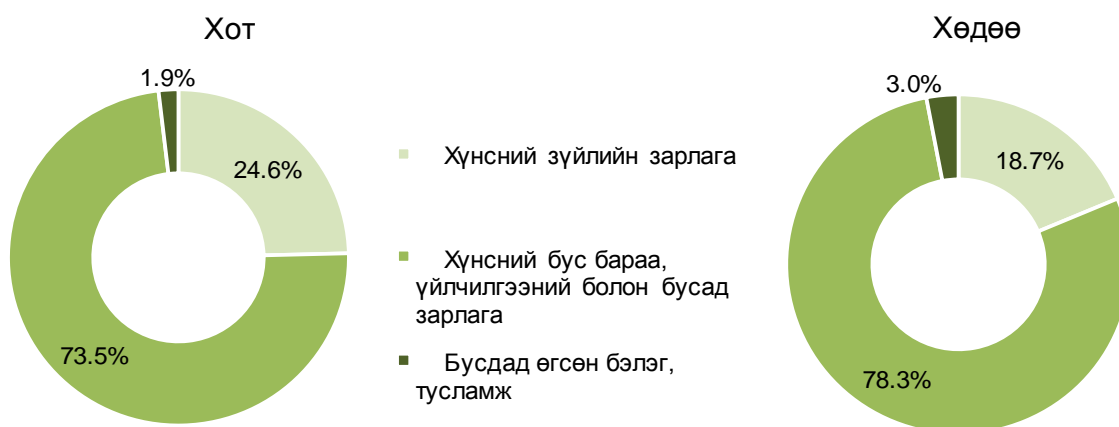 Хот
1.9%
24.6%
73.5%
Хүнсний зүйлийн зарлага
Хүнсний бус бараа,
үйлчилгээний болон бусад
зарлага
Бусдад өгсөн бэлэг,
тусламж
Хөдөө
3.0%
18.7%
78.3%